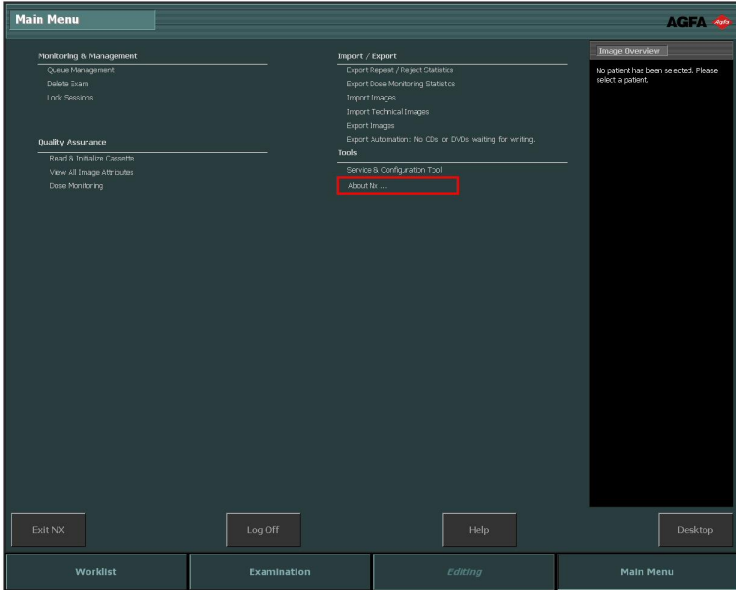 Main Menu
AGFA
Agfa
Monitoring & Management
Queue Management
Delete Exam
Lock Sessions
Quality Assurance
Read & Initialize Cassette
View All Image Attributes
Dose Monitoring
Import / Export
Export Repeat / Reject Statistics
Export Dose Monitoring Statistics
Import Images
Import Technical Images
Export Images
Export Automation: No CDs or DVDs waiting for writing.
Tools
Service & Configuration Tool
About Nx ...
Image Overview
No patient has been selected. Please
select a patient.
Exit NX
Log Off
Help
Desktop
Worklist
Examination
Editing
Main Menu